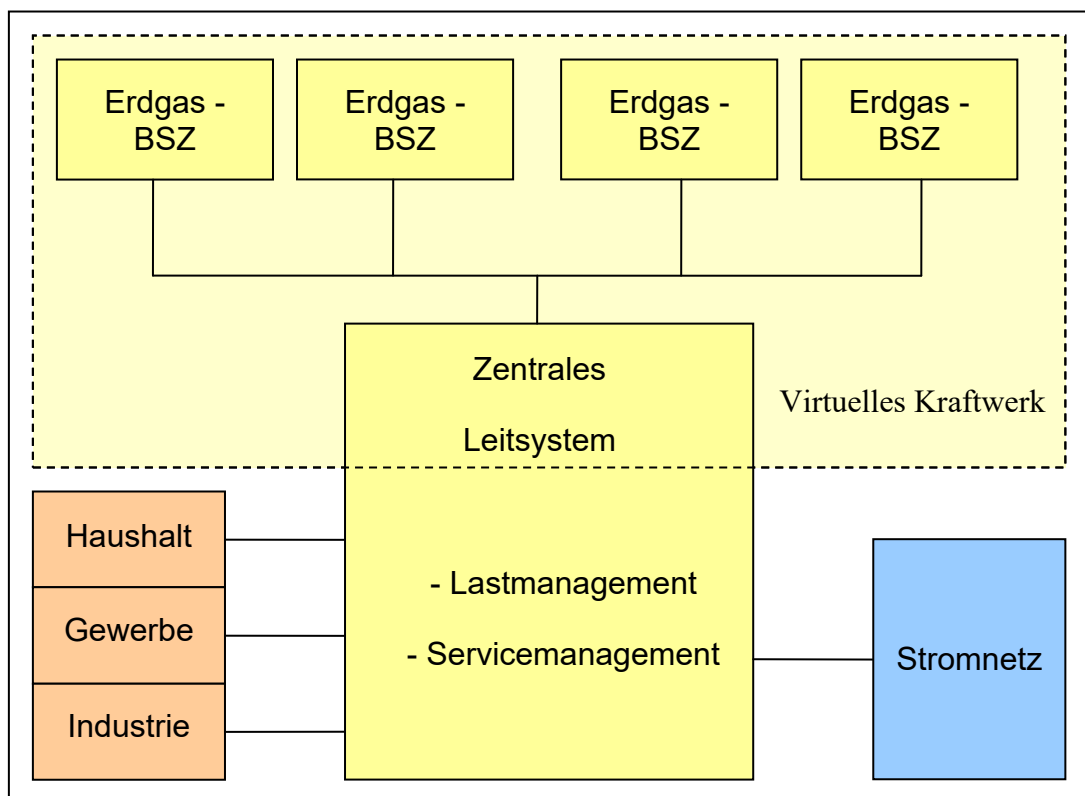 Erdgas -
BSZ
Erdgas -
BSZ
Erdgas -
BSZ
Erdgas -
BSZ
Zentrales
Leitsystem
Virtuelles Kraftwerk
Haushalt
Gewerbe
Industrie
- Lastmanagement
- Servicemanagement
Stromnetz